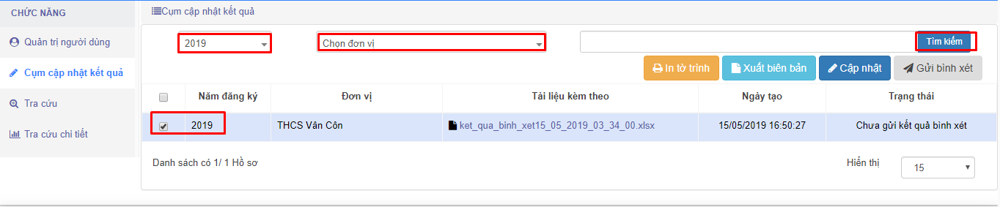 CHỨC NĂNG
Quản trị người dùng
Cụm cập nhật kết quả
Tra cứu
Tra cứu chi tiết
Cụm cập nhật kết quả
2019 Chọn đơn vị Tìm kiếm
In tờ trình Xuất biên bản Cập nhật Gửi bình xét
Năm đăng ký Đơn vị Tài liệu kèm theo Ngày tạo Trạng thái
2019 THCS Vân Côn ket_qua_binh_xet15_05_2019_03_34_00.xlsx 15/05/2019 16:50:27 Chưa gửi kết quả bình xét
Danh sách có 1/ 1 Hồ sơ Hiển thị 15